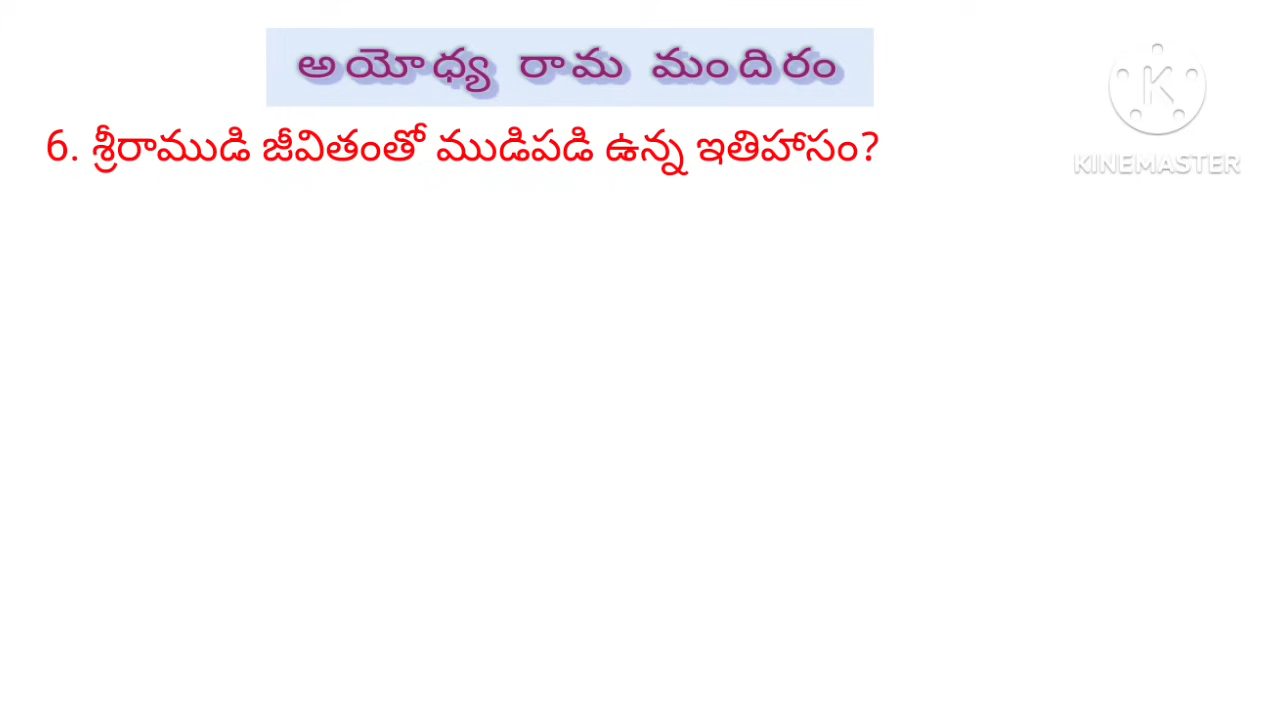 అయోధ్య రామ మందిరం
6. శ్రీరాముడి జీవితంతో ముడిపడి ఉన్న ఇతిహాసం?
K
KINEMASTER